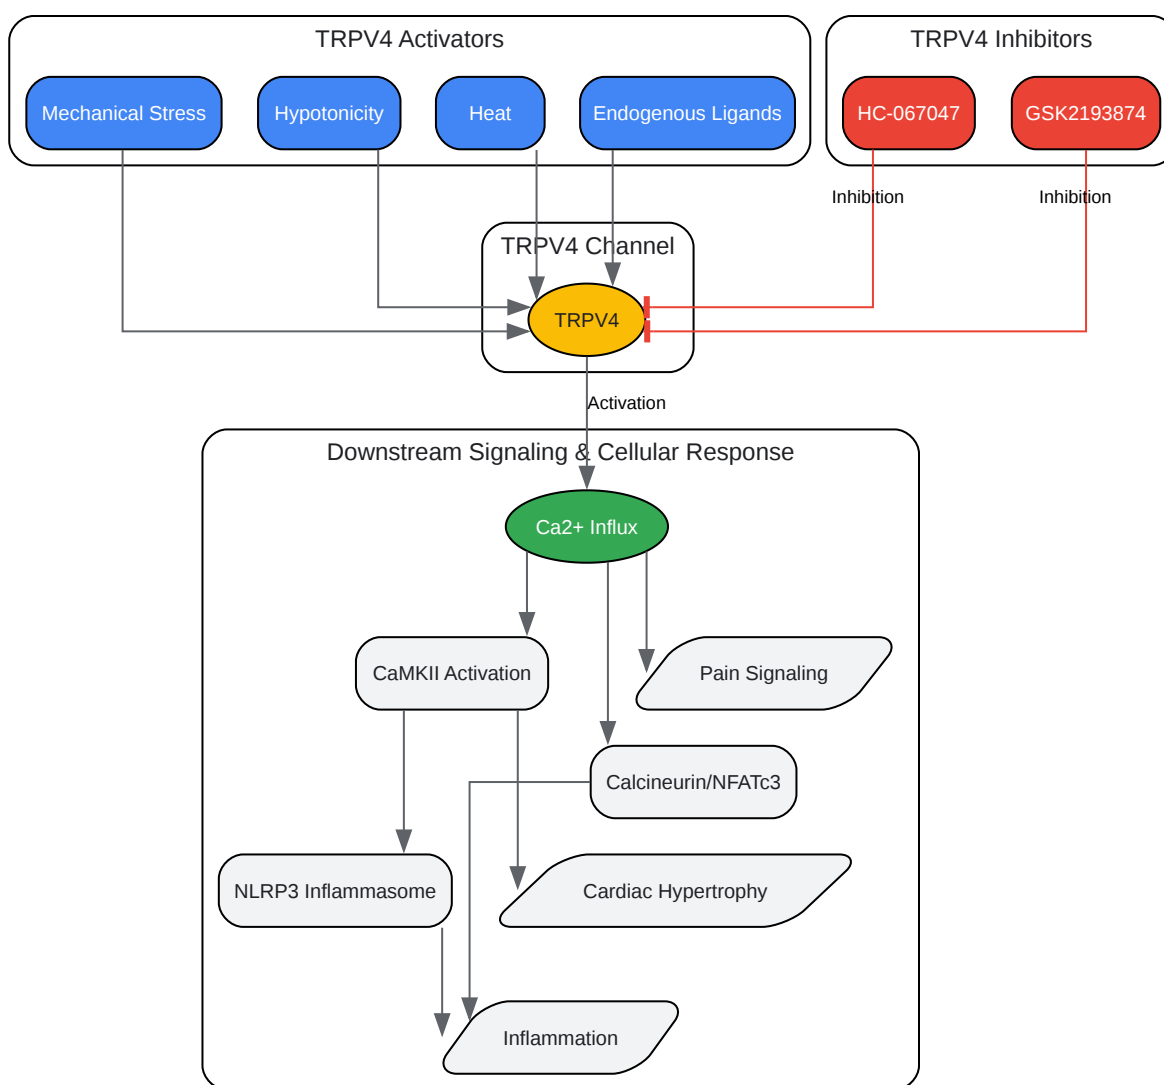 TRPV4 Activators
TRPV4 Inhibitors
Mechanical Stress
Hypotonicity
Heat
Endogenous Ligands
HC-067047
GSK2193874
Inhibition
Inhibition
TRPV4 Channel
TRPV4
Activation
Downstream Signaling & Cellular Response
Ca2+ Influx
CaMKII Activation
Pain Signaling
Calcineurin/NFATc3
NLRP3 Inflammasome
Cardiac Hypertrophy
Inflammation